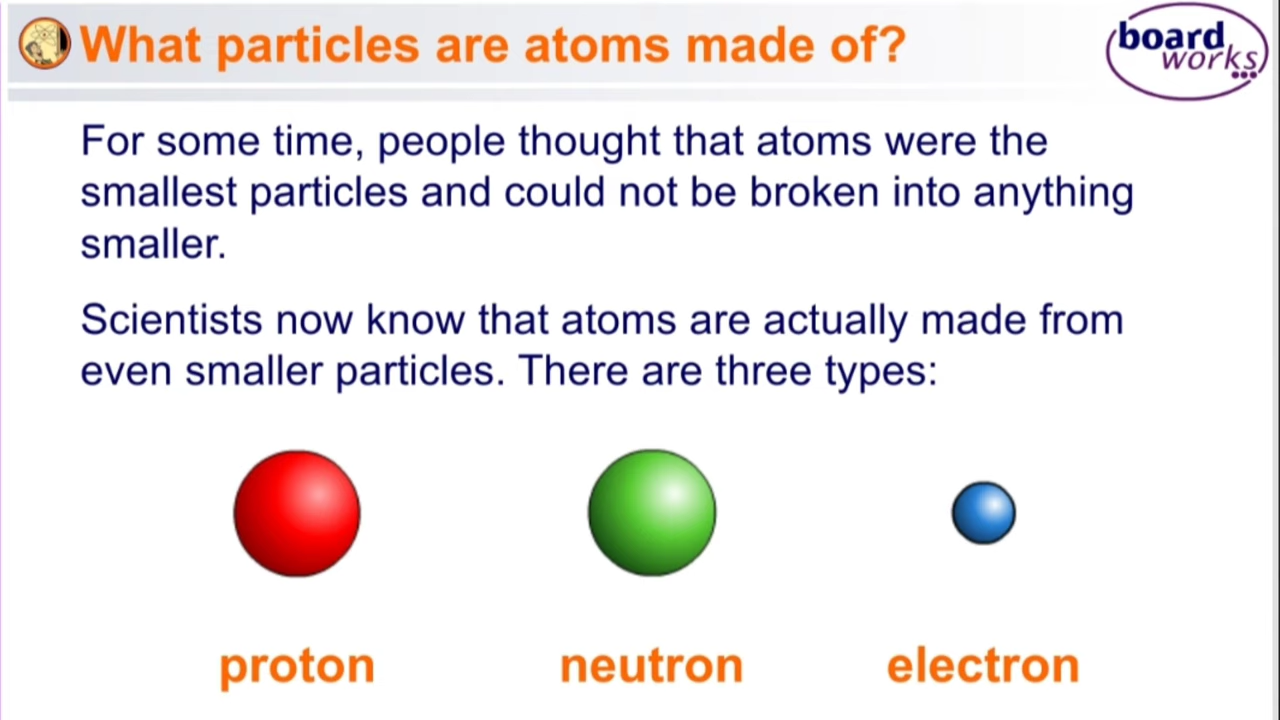 What particles are atoms made of?
board
works
For some time, people thought that atoms were the
smallest particles and could not be broken into anything
smaller.
Scientists now know that atoms are actually made from
even smaller particles. There are three types:
proton neutron electron